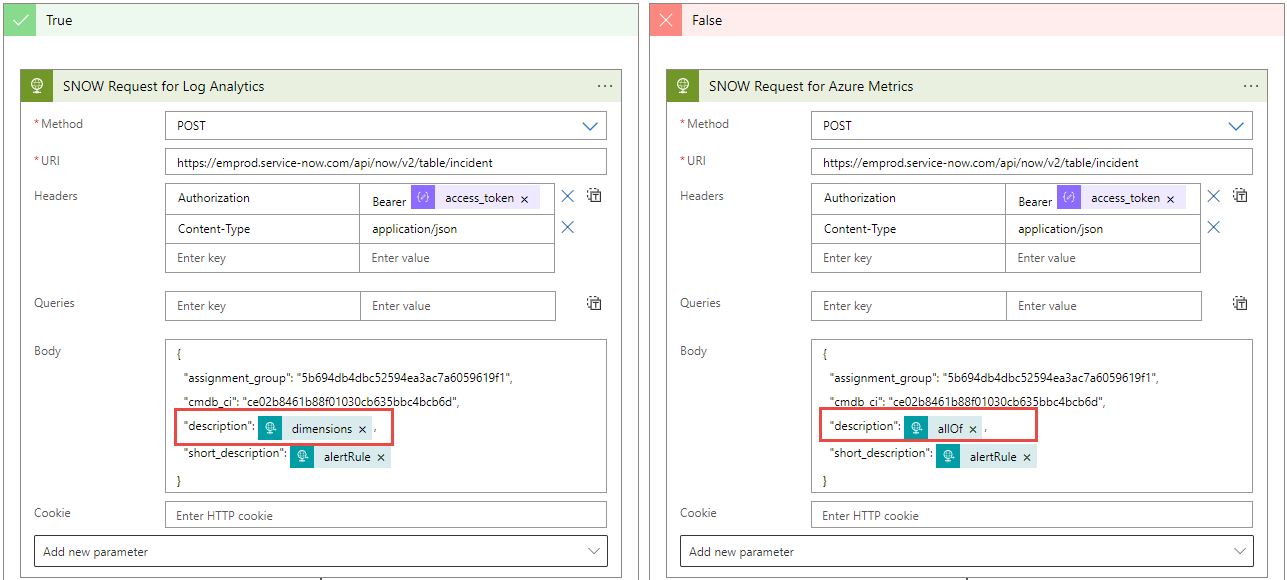 True
SNOW Request for Log Analytics
* Method
POST
* URI
https://emprod.service-now.com/api/now/v2/table/incident
Headers
Authorization
Bearer access_token ×
Content-Type
application/json
Enter key
Enter value
Queries
Enter key
Enter value
Body
{
"assignment_group": "5b694db4dbc52594ea3ac7a6059619f1",
"cmdb_ci": "ce02b8461b88f01030cb635bbc4bcb6d",
"description": dimensions × ,
"short_description": alertRule ×
}
Cookie
Enter HTTP cookie
Add new parameter
False
SNOW Request for Azure Metrics
* Method
POST
* URI
https://emprod.service-now.com/api/now/v2/table/incident
Headers
Authorization
Bearer access_token ×
Content-Type
application/json
Enter key
Enter value
Queries
Enter key
Enter value
Body
{
"assignment_group": "5b694db4dbc52594ea3ac7a6059619f1",
"cmdb_ci": "ce02b8461b88f01030cb635bbc4bcb6d",
"description": allOf × ,
"short_description": alertRule ×
}
Cookie
Enter HTTP cookie
Add new parameter